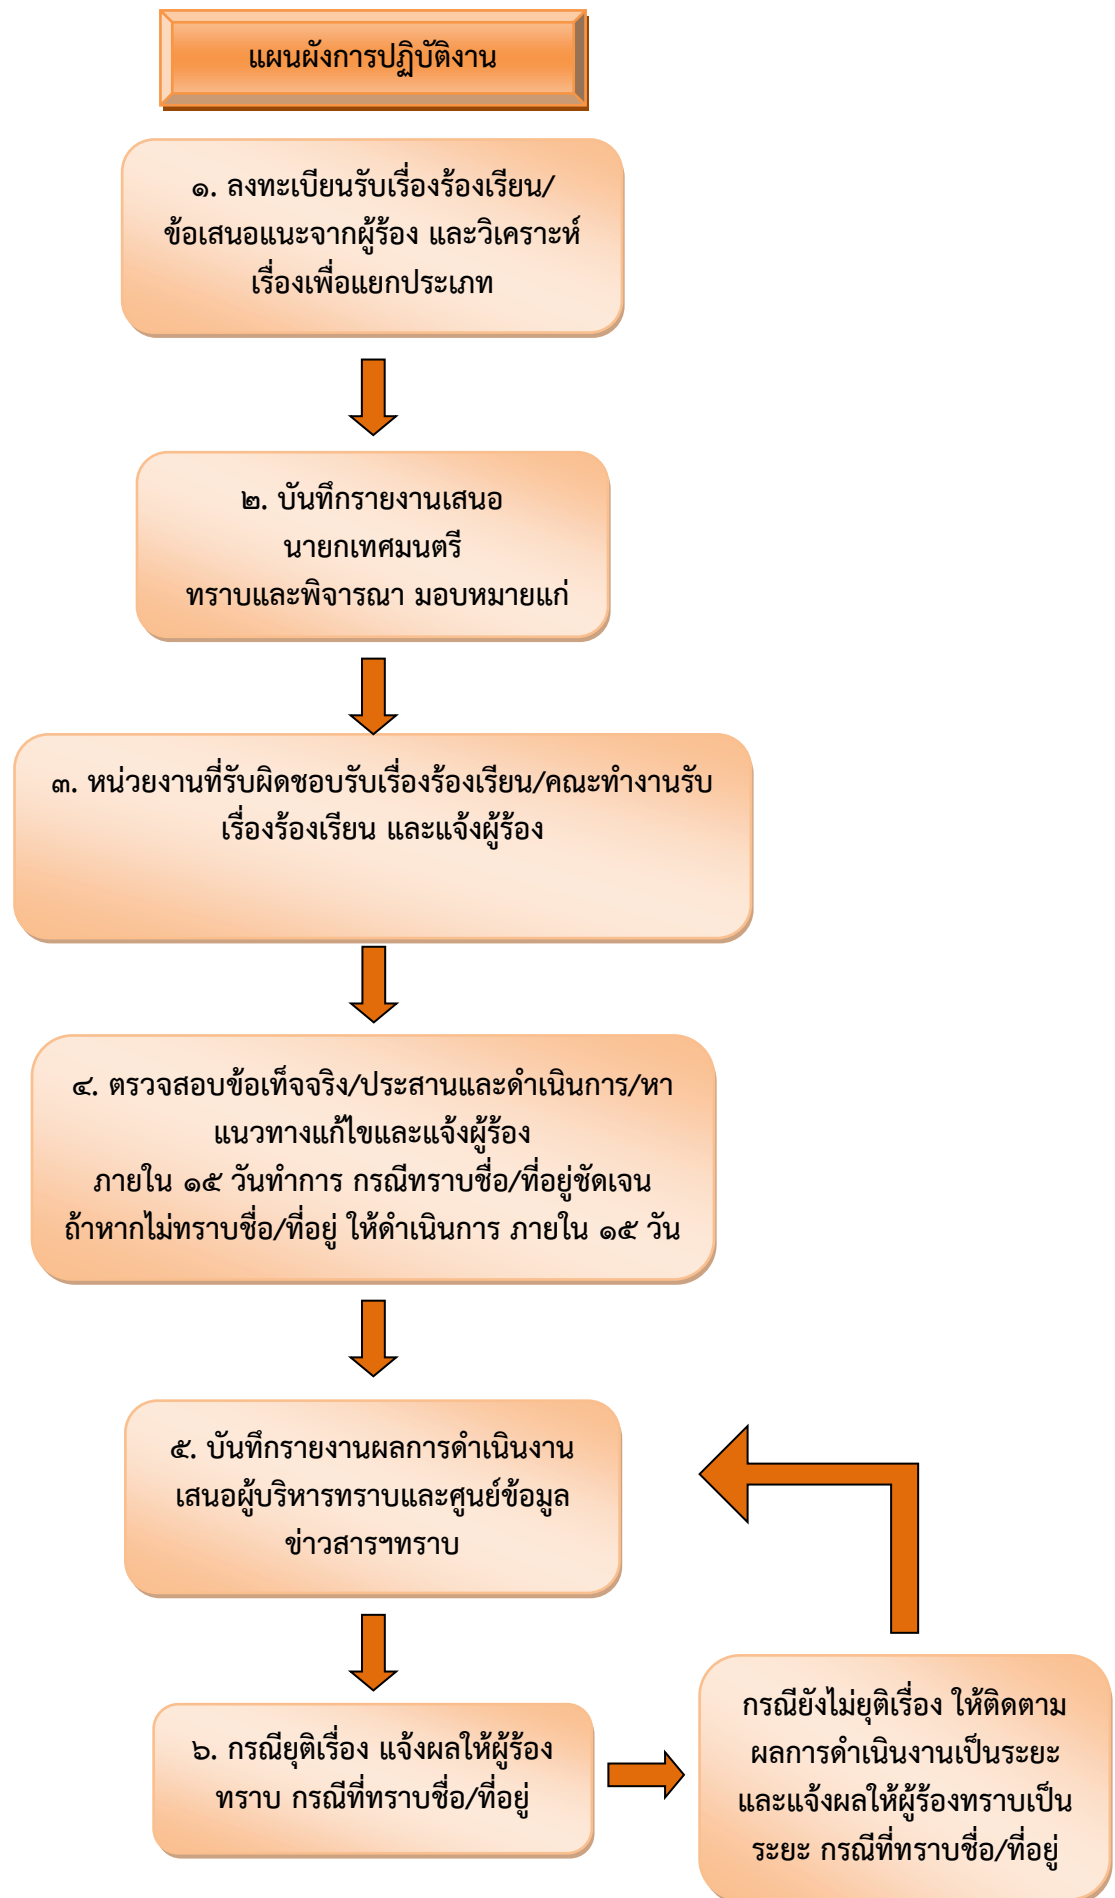 แผนผังการปฏิบัติงาน
๑. ลงทะเบียนรับเรื่องร้องเรียน/
ข้อเสนอแนะจากผู้ร้อง และวิเคราะห์
เรื่องเพื่อแยกประเภท
๒. บันทึกรายงานเสนอ
นายกเทศมนตรี
ทราบและพิจารณา มอบหมายแก่
๓. หน่วยงานที่รับผิดชอบรับเรื่องร้องเรียน/คณะทำงานรับ
เรื่องร้องเรียน และแจ้งผู้ร้อง
๔. ตรวจสอบข้อเท็จจริง/ประสานและดำเนินการ/หา
แนวทางแก้ไขและแจ้งผู้ร้อง
ภายใน ๑๕ วันทำการ กรณีทราบชื่อ/ที่อยู่ชัดเจน
ถ้าหากไม่ทราบชื่อ/ที่อยู่ ให้ดำเนินการ ภายใน ๑๕ วัน
๕. บันทึกรายงานผลการดำเนินงาน
เสนอผู้บริหารทราบและศูนย์ข้อมูล
ข่าวสารฯทราบ
๖. กรณียุติเรื่อง แจ้งผลให้ผู้ร้อง
ทราบ กรณีที่ทราบชื่อ/ที่อยู่
กรณียังไม่ยุติเรื่อง ให้ติดตาม
ผลการดำเนินงานเป็นระยะ
และแจ้งผลให้ผู้ร้องทราบเป็น
ระยะ กรณีที่ทราบชื่อ/ที่อยู่